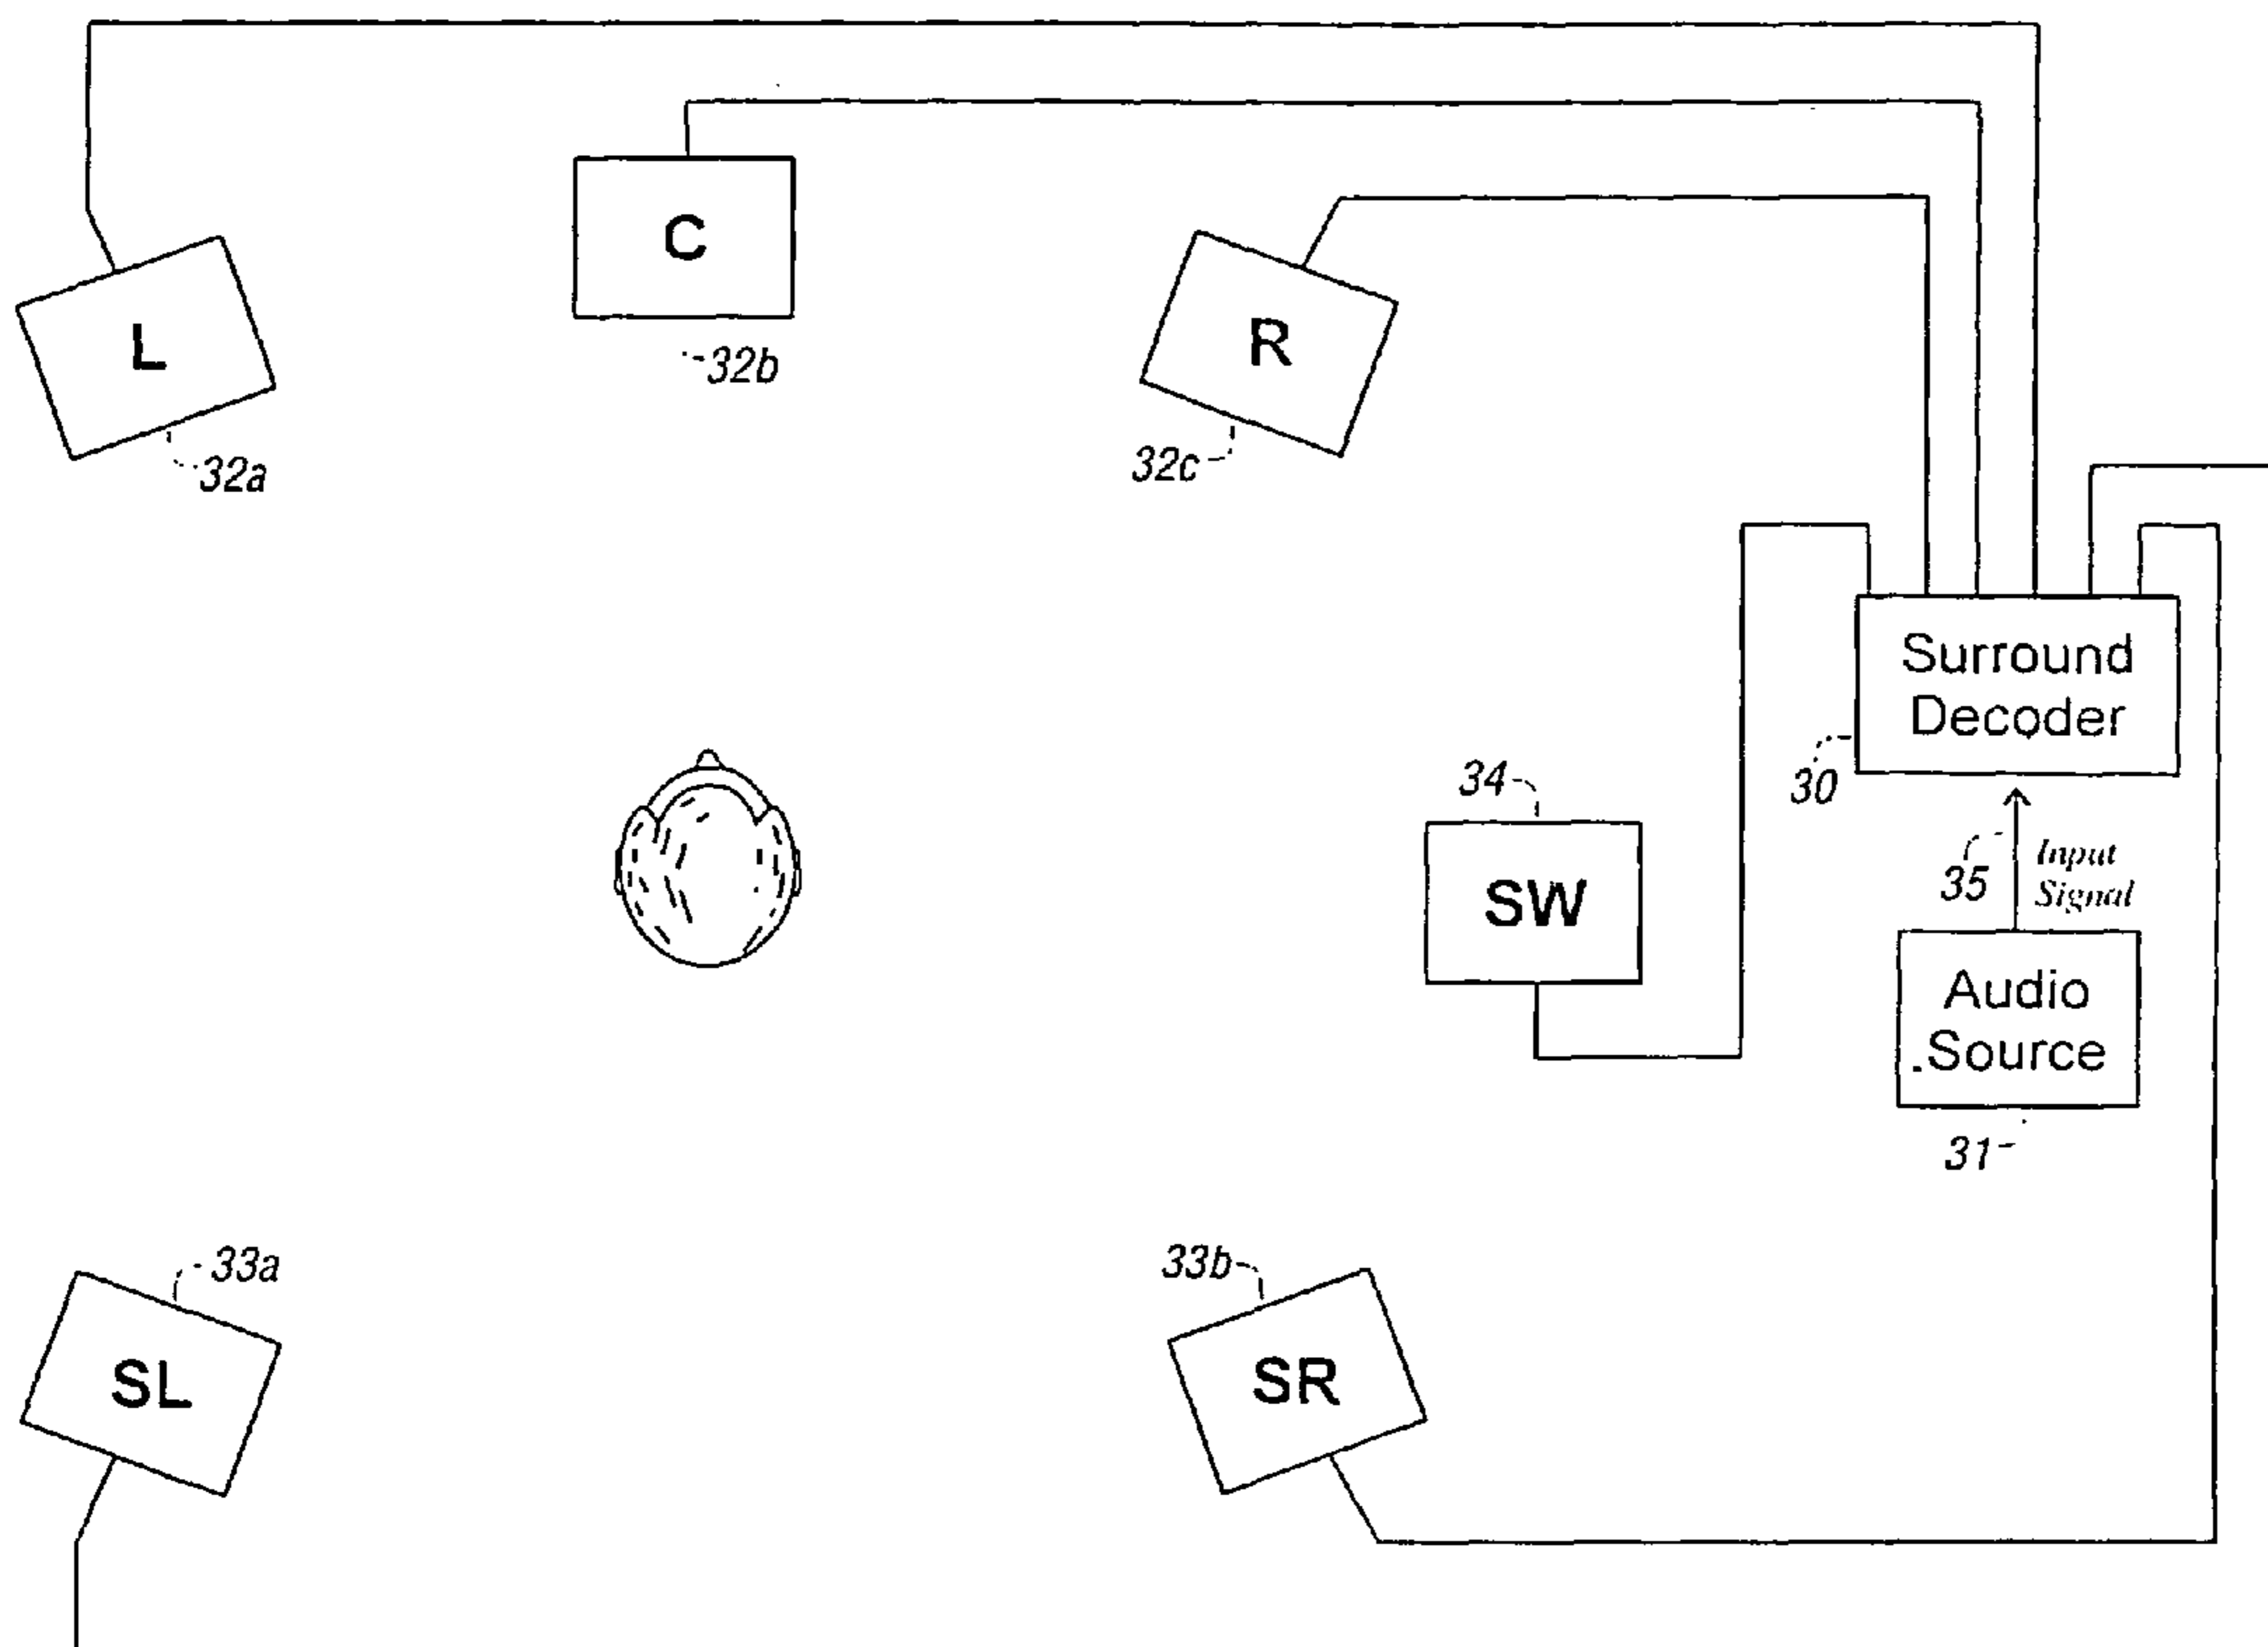 C
L
R
32b
32a
32c
Surround
Decoder
30
34
35
Input
Signal
SW
Audio
Source
31
33a
33b
SL
SR